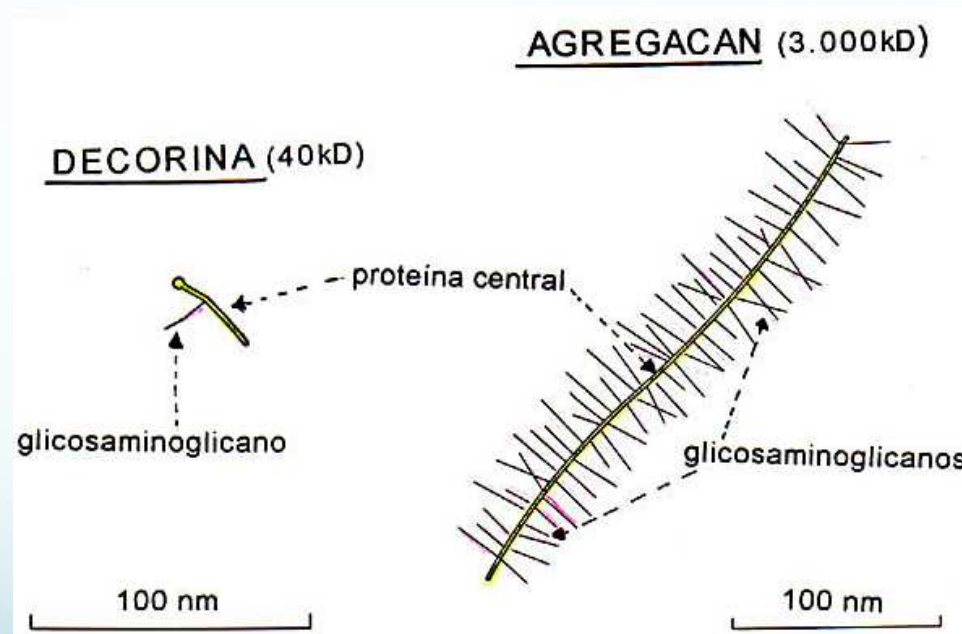 AGREGACAN (3.000kD)
DECORINA (40kD)
proteína central
glicosaminoglicano
glicosaminoglicanos
100 nm
100 nm